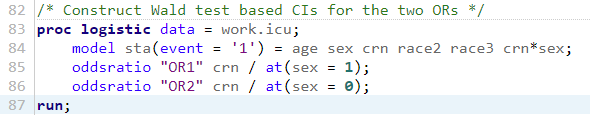 82 /* Construct Wald test based CIs for the two ORs */
83 proc logistic data = work.icu;
84 model sta(event = '1') = age sex crn race2 race3 crn*sex;
85 oddsratio "OR1" crn / at(sex = 1);
86 oddsratio "OR2" crn / at(sex = 0);
87 run;